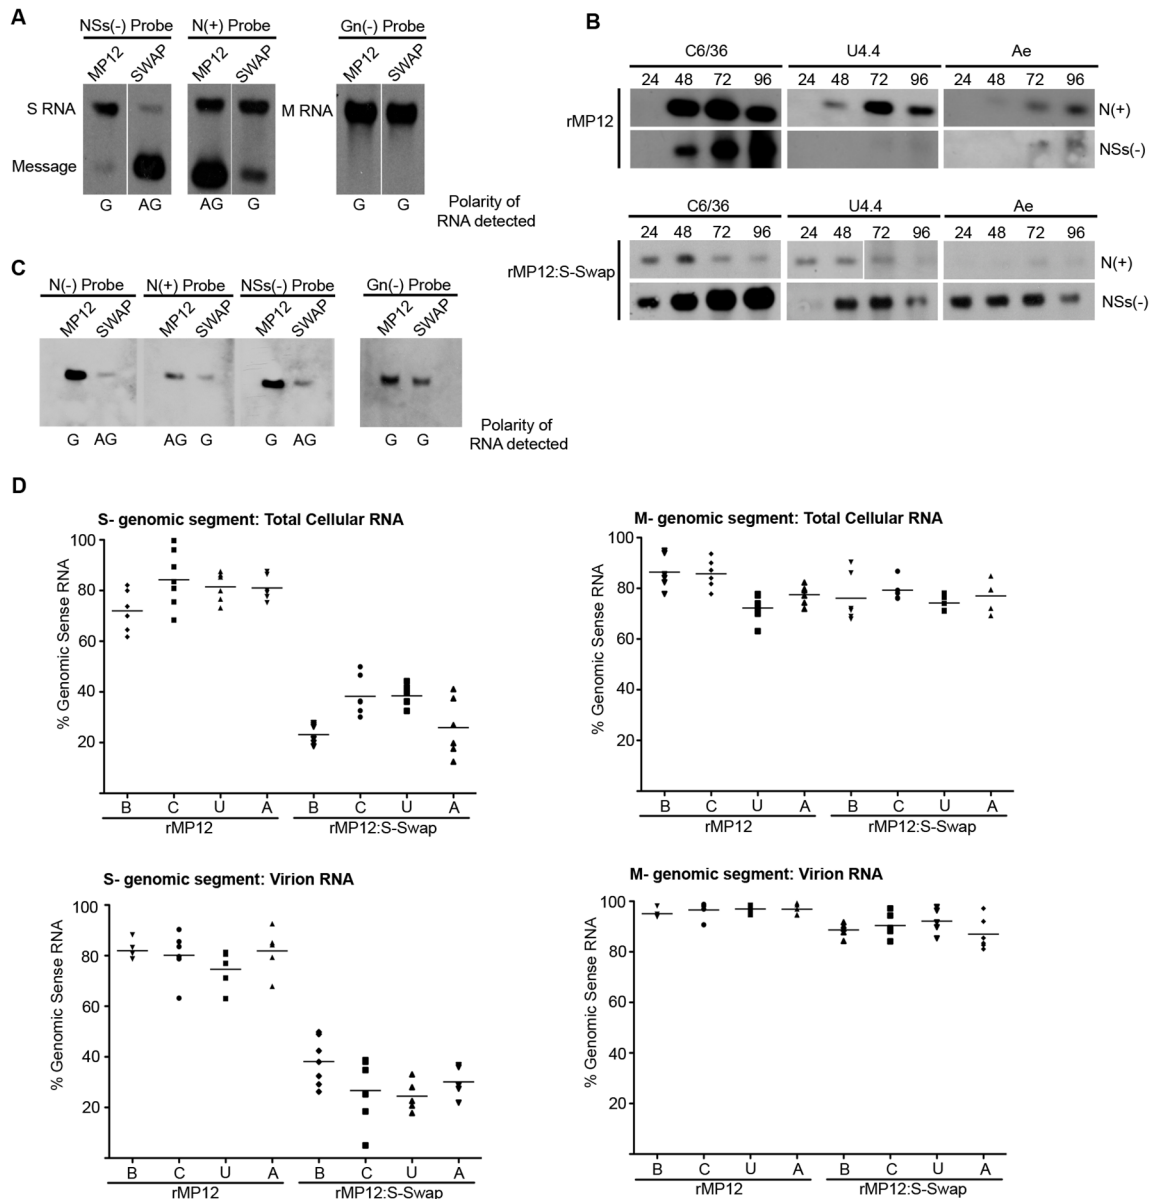 A
NSs(-) Probe N(+) Probe Gn(-) Probe
MP12 SWAP MP12 SWAP MP12 SWAP
S RNA M RNA
Message
G AG AG G G G
Polarity of
RNA detected
B
C6/36 U4.4 Ae
24 48 72 96 24 48 72 96 24 48 72 96
rMP12
N(+)
NSs(-)
C6/36 U4.4 Ae
24 48 72 96 24 48 72 96 24 48 72 96
rMP12:S-Swap
N(+)
NSs(-)
C
N(-) Probe N(+) Probe NSs(-) Probe Gn(-) Probe
MP12 SWAP MP12 SWAP MP12 SWAP MP12 SWAP
G AG AG G G AG G G
Polarity of
RNA detected
D
S- genomic segment: Total Cellular RNA
% Genomic Sense RNA
100
80
60
40
20
B C U A B C U A
rMP12 rMP12:S-Swap
M- genomic segment: Total Cellular RNA
% Genomic Sense RNA
100
80
60
40
20
B C U A B C U A
rMP12 rMP12:S-Swap
S- genomic segment: Virion RNA
% Genomic Sense RNA
100
80
60
40
20
B C U A B C U A
rMP12 rMP12:S-Swap
M- genomic segment: Virion RNA
% Genomic Sense RNA
100
80
60
40
20
B C U A B C U A
rMP12 rMP12:S-Swap